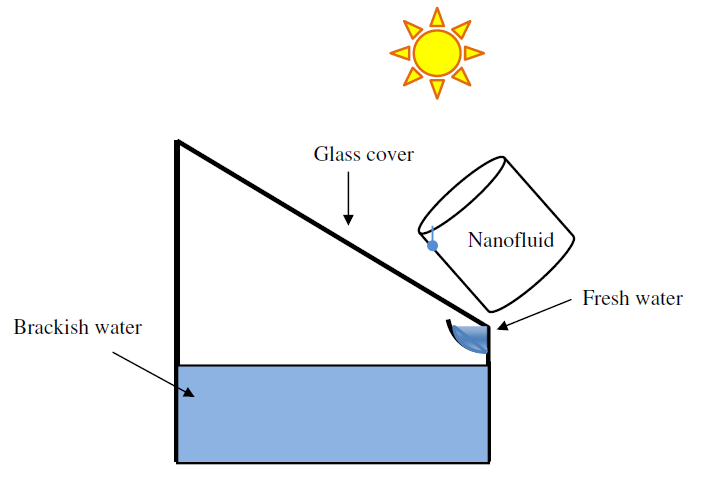 Glass cover
Nanofluid
Fresh water
Brackish water